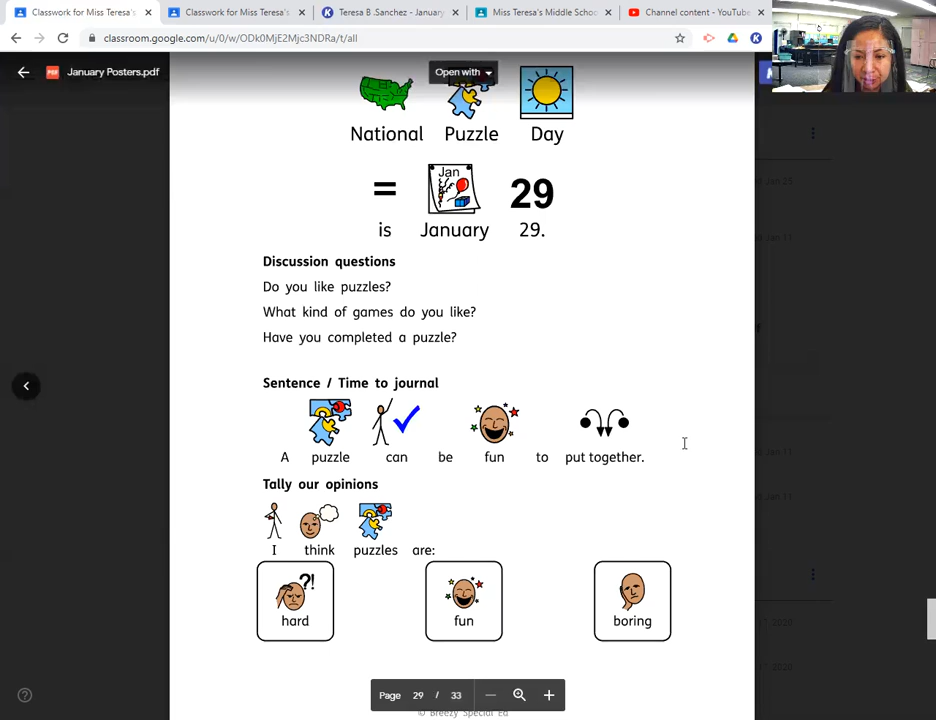 Classwork for Miss Teresa's
Classwork for Miss Teresa's
Teresa B .Sanchez - January
Miss Teresa's Middle Schoo
Channel content - YouTube
classroom.google.com/u/0/w/ODk0MjE2Mjc3NDRa/t/all
January Posters.pdf
Open with
National Puzzle Day
Jan
= 29
is January 29.
Discussion questions
Do you like puzzles?
What kind of games do you like?
Have you completed a puzzle?
Sentence / Time to journal
A puzzle can be fun to put together.
Tally our opinions
I think puzzles are:
?!
hard fun boring
Page 29 / 33
© Breezy Special Ed